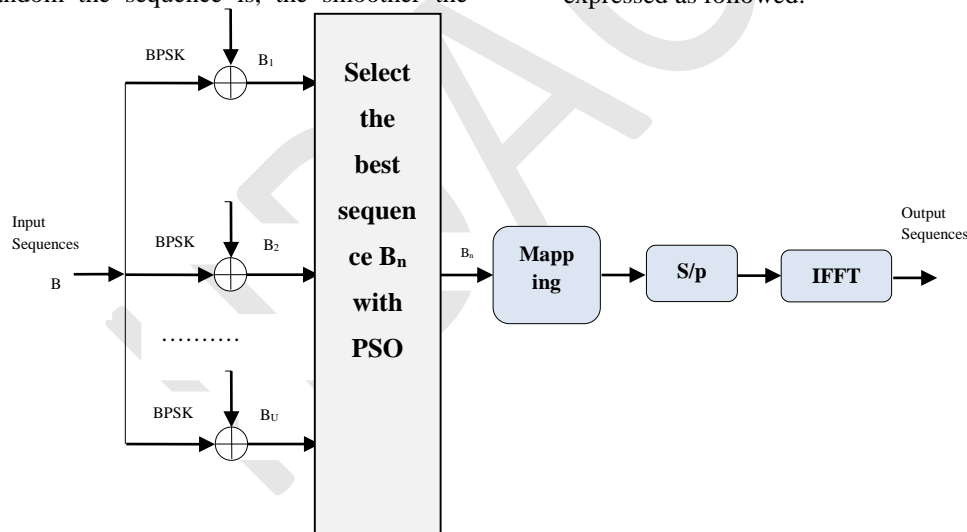 andom the sequence is, the smoother the
expressed as followed:
BPSK
B1
Select
the
best
sequen
ce Bn
with
PSO
Input
Sequences
B
BPSK
B2
Bn
Mapp
ing
S/p
IFFT
Output
Sequences
..........
BPSK
BU